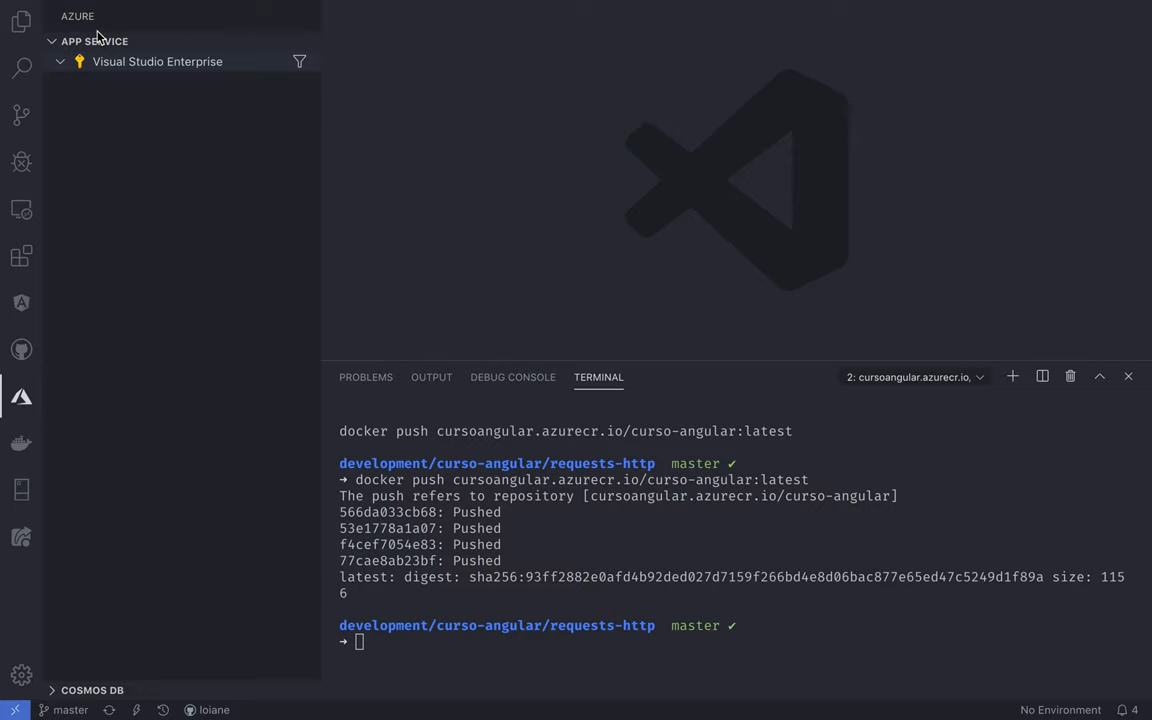 AZURE
APP SERVICE
Visual Studio Enterprise
PROBLEMS OUTPUT DEBUG CONSOLE TERMINAL 2: cursoangular.azurecr.io,
docker push cursoangular.azurecr.io/curso-angular:latest
development/curso-angular/requests-http master ✔
➜ docker push cursoangular.azurecr.io/curso-angular:latest
The push refers to repository [cursoangular.azurecr.io/curso-angular]
566da033cb68: Pushed
53e1778a1a07: Pushed
f4cef7054e83: Pushed
77cae8ab23bf: Pushed
latest: digest: sha256:93ff2882e0afd4b92ded027d7159f266bd4e8d06bac877e65ed47c5249d1f89a size: 115
6
development/curso-angular/requests-http master ✔
➜
COSMOS DB
master loiane No Environment 4